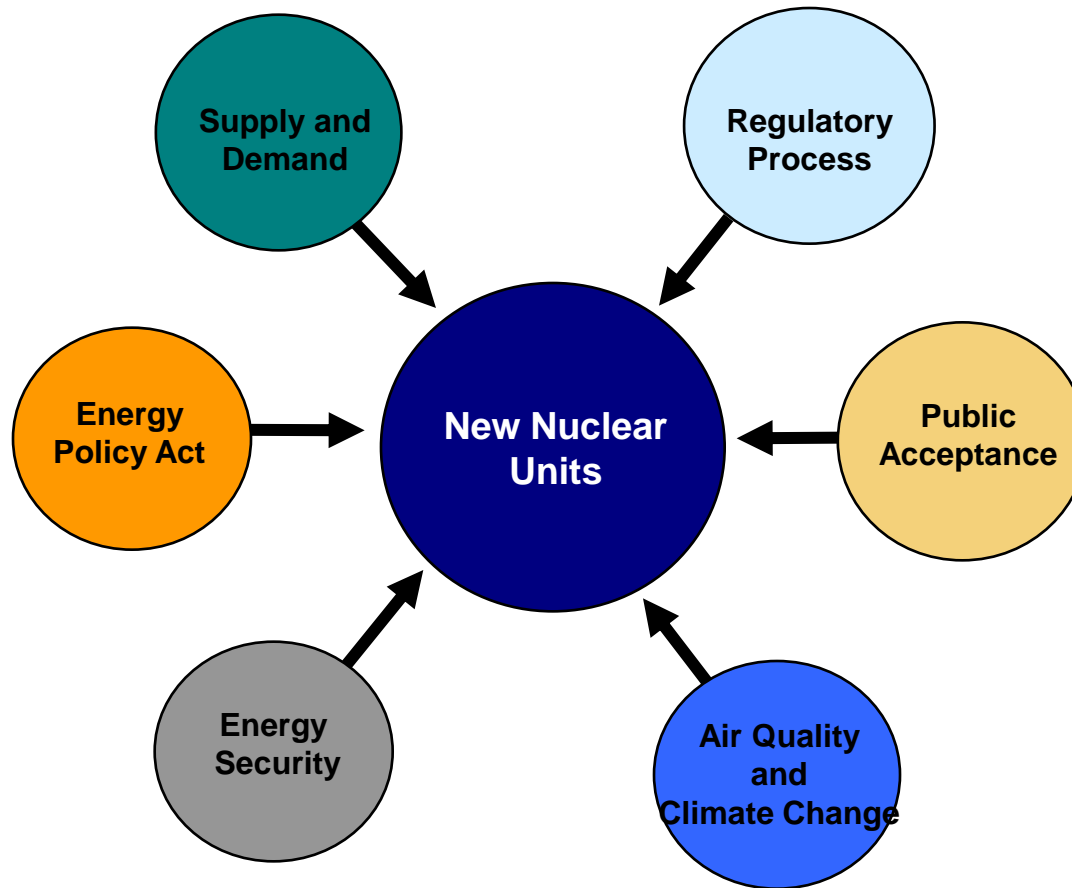 Supply and
Demand
Regulatory
Process
Energy
Policy Act
New Nuclear
Units
Public
Acceptance
Energy
Security
Air Quality
and
Climate Change